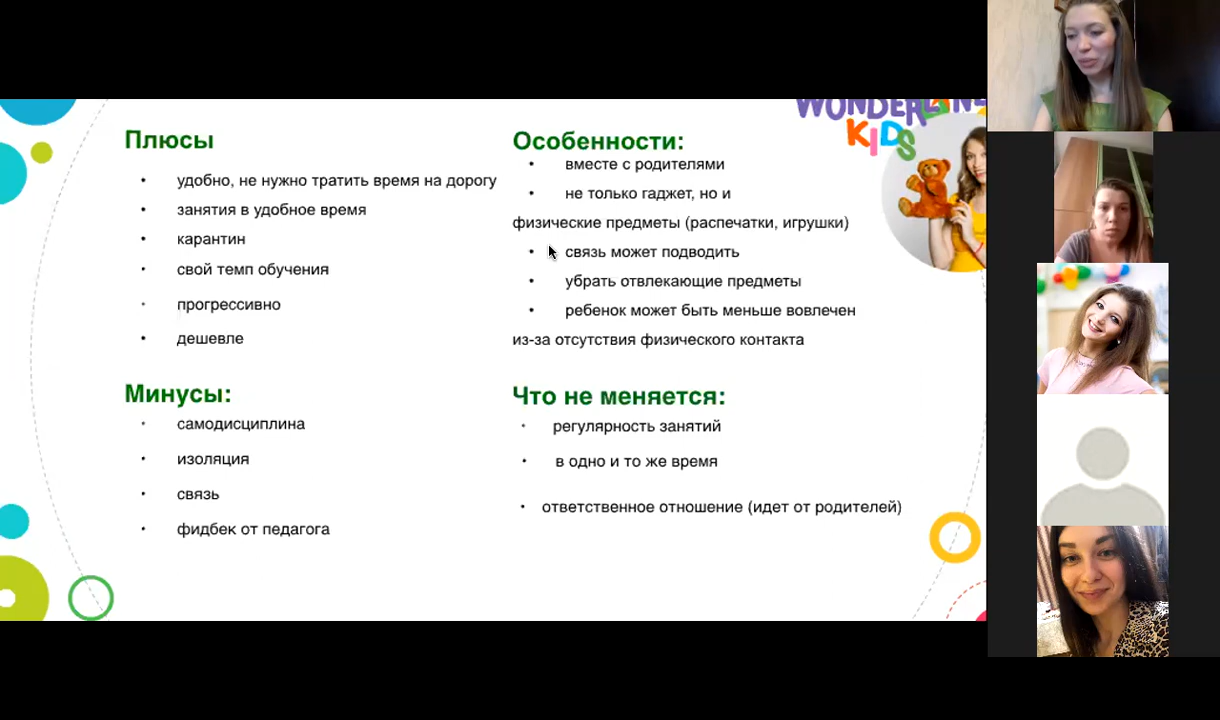 WONDERLAND
KIDS
Плюсы
удобно, не нужно тратить время на дорогу
занятия в удобное время
карантин
свой темп обучения
прогрессивно
дешевле
Минусы:
самодисциплина
изоляция
связь
фидбек от педагога
Особенности:
вместе с родителями
не только гаджет, но и
физические предметы (распечатки, игрушки)
связь может подводить
убрать отвлекающие предметы
ребенок может быть меньше вовлечен
из-за отсутствия физического контакта
Что не меняется:
регулярность занятий
в одно и то же время
ответственное отношение (идет от родителей)